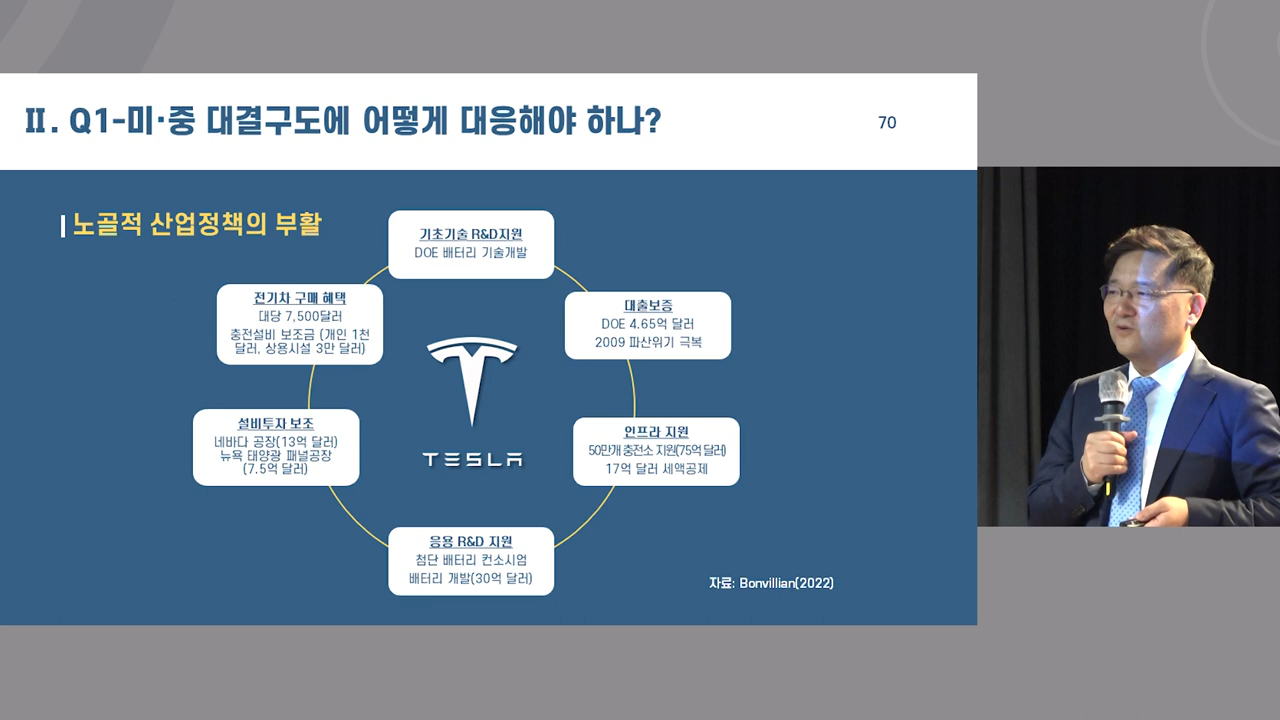 Ⅱ. Q1-미·중 대결구도에 어떻게 대응해야 하나?
70
노골적 산업정책의 부활
기초기술 R&D지원
DOE 배터리 기술개발
전기차 구매 혜택
대당 7,500달러
충전설비 보조금 (개인 1천
달러, 상용시설 3만 달러)
대출보증
DOE 4.65억 달러
2009 파산위기 극복
설비투자 보조
네바다 공장(13억 달러)
뉴욕 태양광 패널공장
(7.5억 달러)
TESLA
인프라 지원
50만개 충전소 지원(75억 달러)
17억 달러 세액공제
응용 R&D 지원
첨단 배터리 컨소시엄
배터리 개발(30억 달러)
자료: Bonvillian(2022)